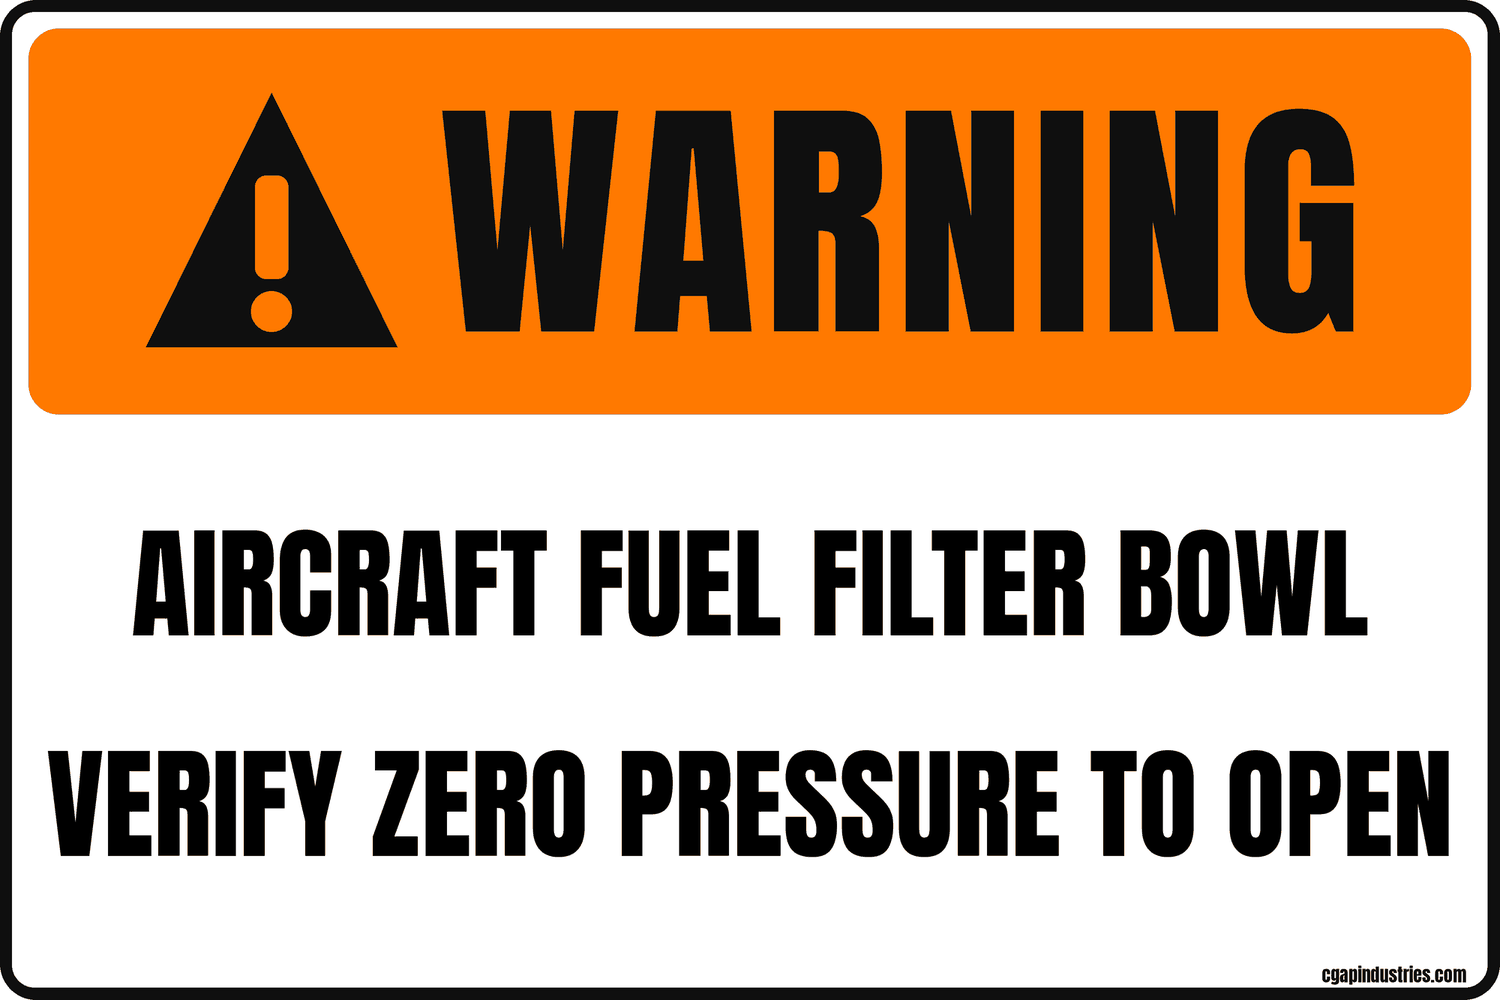 WARNING
AIRCRAFT FUEL FILTER BOWL
VERIFY ZERO PRESSURE TO OPEN
cgapindustries.com